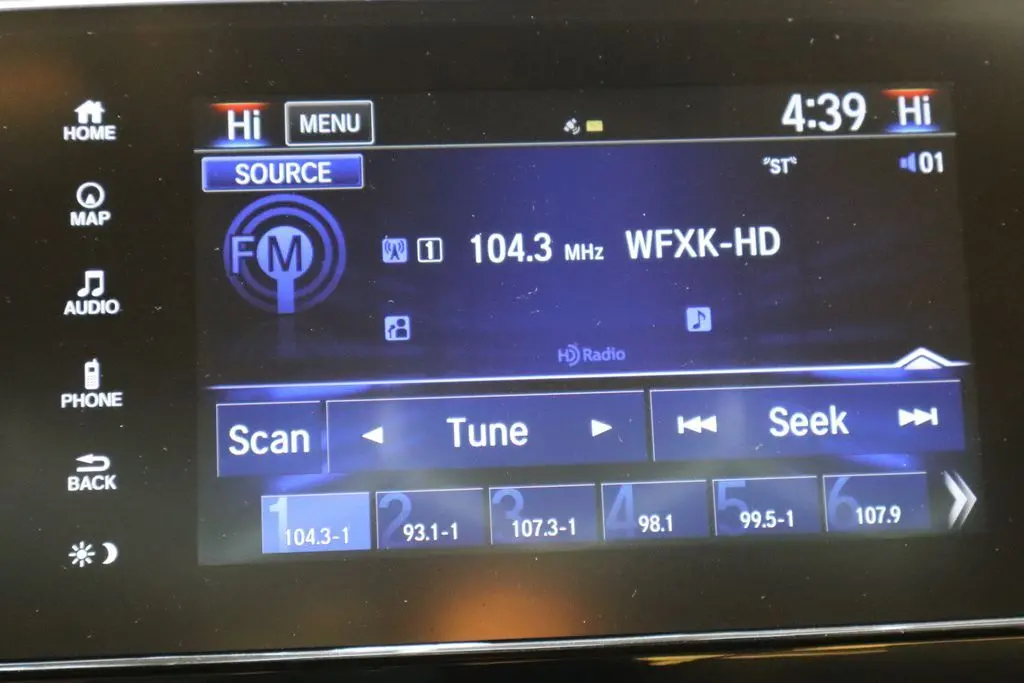 HOME
MAP
AUDIO
PHONE
BACK
Hi MENU 4:39 Hi
SOURCE "ST" 01
FM 1 104.3 MHz WFXK-HD
HD Radio
Scan Tune Seek
1 104.3-1 2 93.1-1 3 107.3-1 4 98.1 5 99.5-1 6 107.9